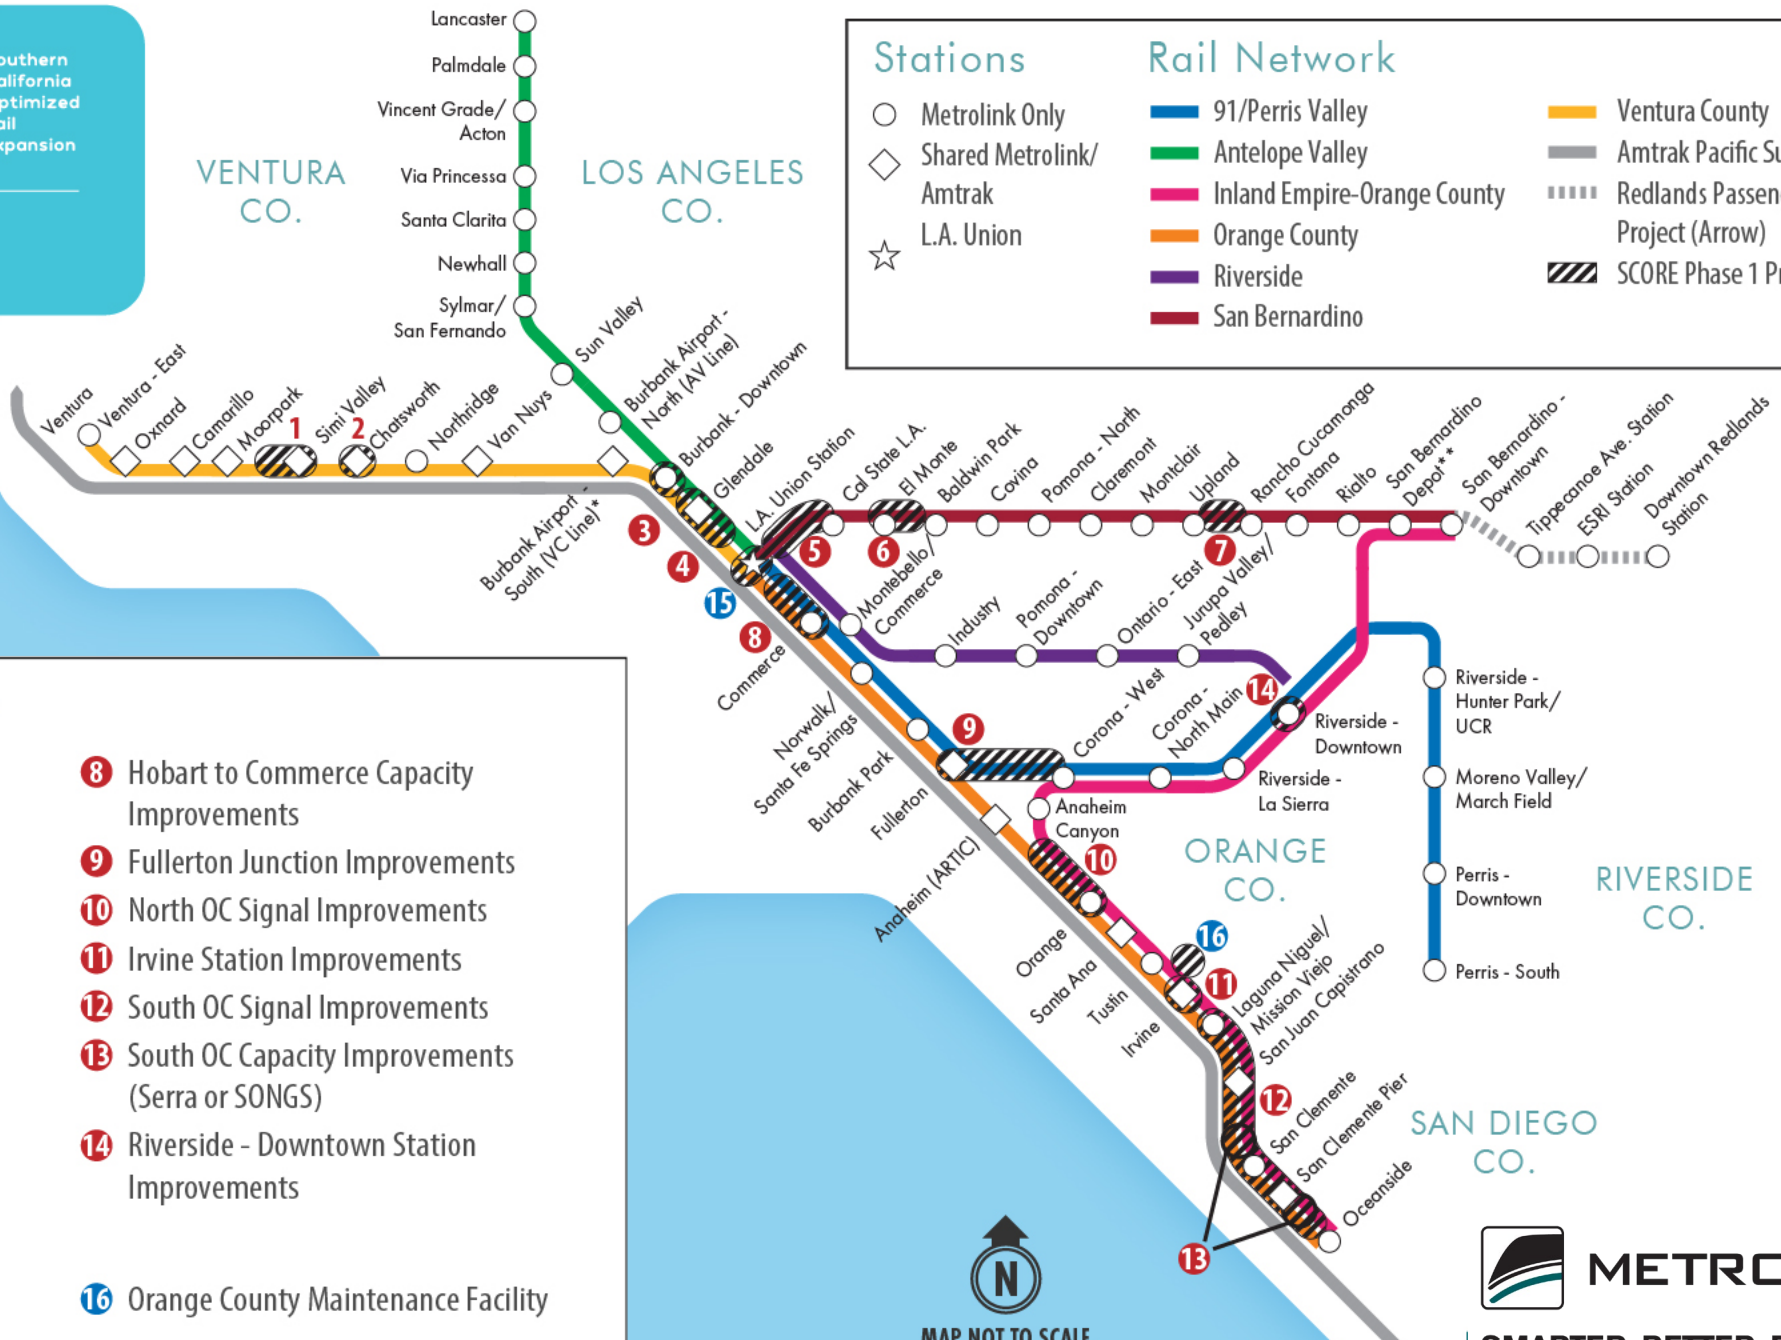 outhern
alifornia
ptimized
ail
xpansion
VENTURA
CO.
LOS ANGELES
CO.
Lancaster
Palmdale
Vincent Grade/
Acton
Via Princessa
Santa Clarita
Newhall
Sylmar/
San Fernando
Stations
Metrolink Only
Shared Metrolink/
Amtrak
L.A. Union
Rail Network
91/Perris Valley
Antelope Valley
Inland Empire-Orange County
Orange County
Riverside
San Bernardino
Ventura County
Amtrak Pacific Su
Redlands Passen
Project (Arrow)
SCORE Phase 1 Pr
Ventura
Ventura - East
Oxnard
Camarillo
Moorpark
1
Simi Valley
2
Chatsworth
Northridge
Van Nuys
Sun Valley
Burbank Airport -
North (AV Line)
Burbank - Downtown
Glendale
Burbank Airport -
South (VC Line)*
3
4
15
8
L.A. Union Station
5
Cal State L.A.
6
El Monte
Baldwin Park
Covina
Pomona - North
Claremont
Montclair
Upland
7
Rancho Cucamonga
Fontana
Rialto
San Bernardino
Depot**
San Bernardino -
Downtown
Tippecanoe Ave. Station
ESRI Station
Downtown Redlands
Station
Montebello/
Commerce
Industry
Pomona -
Downtown
Ontario - East
Jurupa Valley/
Pedley
14
Commerce
Norwalk/
Santa Fe Springs
Burbank Park
Fullerton
9
Corona - West
Corona -
North Main
Riverside -
La Sierra
Riverside -
Downtown
Riverside -
Hunter Park/
UCR
Moreno Valley/
March Field
Perris -
Downtown
Perris - South
Anaheim
Canyon
Anaheim (ARTIC)
10
ORANGE
CO.
RIVERSIDE
CO.
Orange
Santa Ana
Tustin
Irvine
16
11
Laguna Niguel/
Mission Viejo
San Juan Capistrano
12
San Clemente
San Clemente Pier
Oceanside
13
SAN DIEGO
CO.
8 Hobart to Commerce Capacity
Improvements
9 Fullerton Junction Improvements
10 North OC Signal Improvements
11 Irvine Station Improvements
12 South OC Signal Improvements
13 South OC Capacity Improvements
(Serra or SONGS)
14 Riverside - Downtown Station
Improvements
16 Orange County Maintenance Facility
N
MAP NOT TO SCALE
METRO